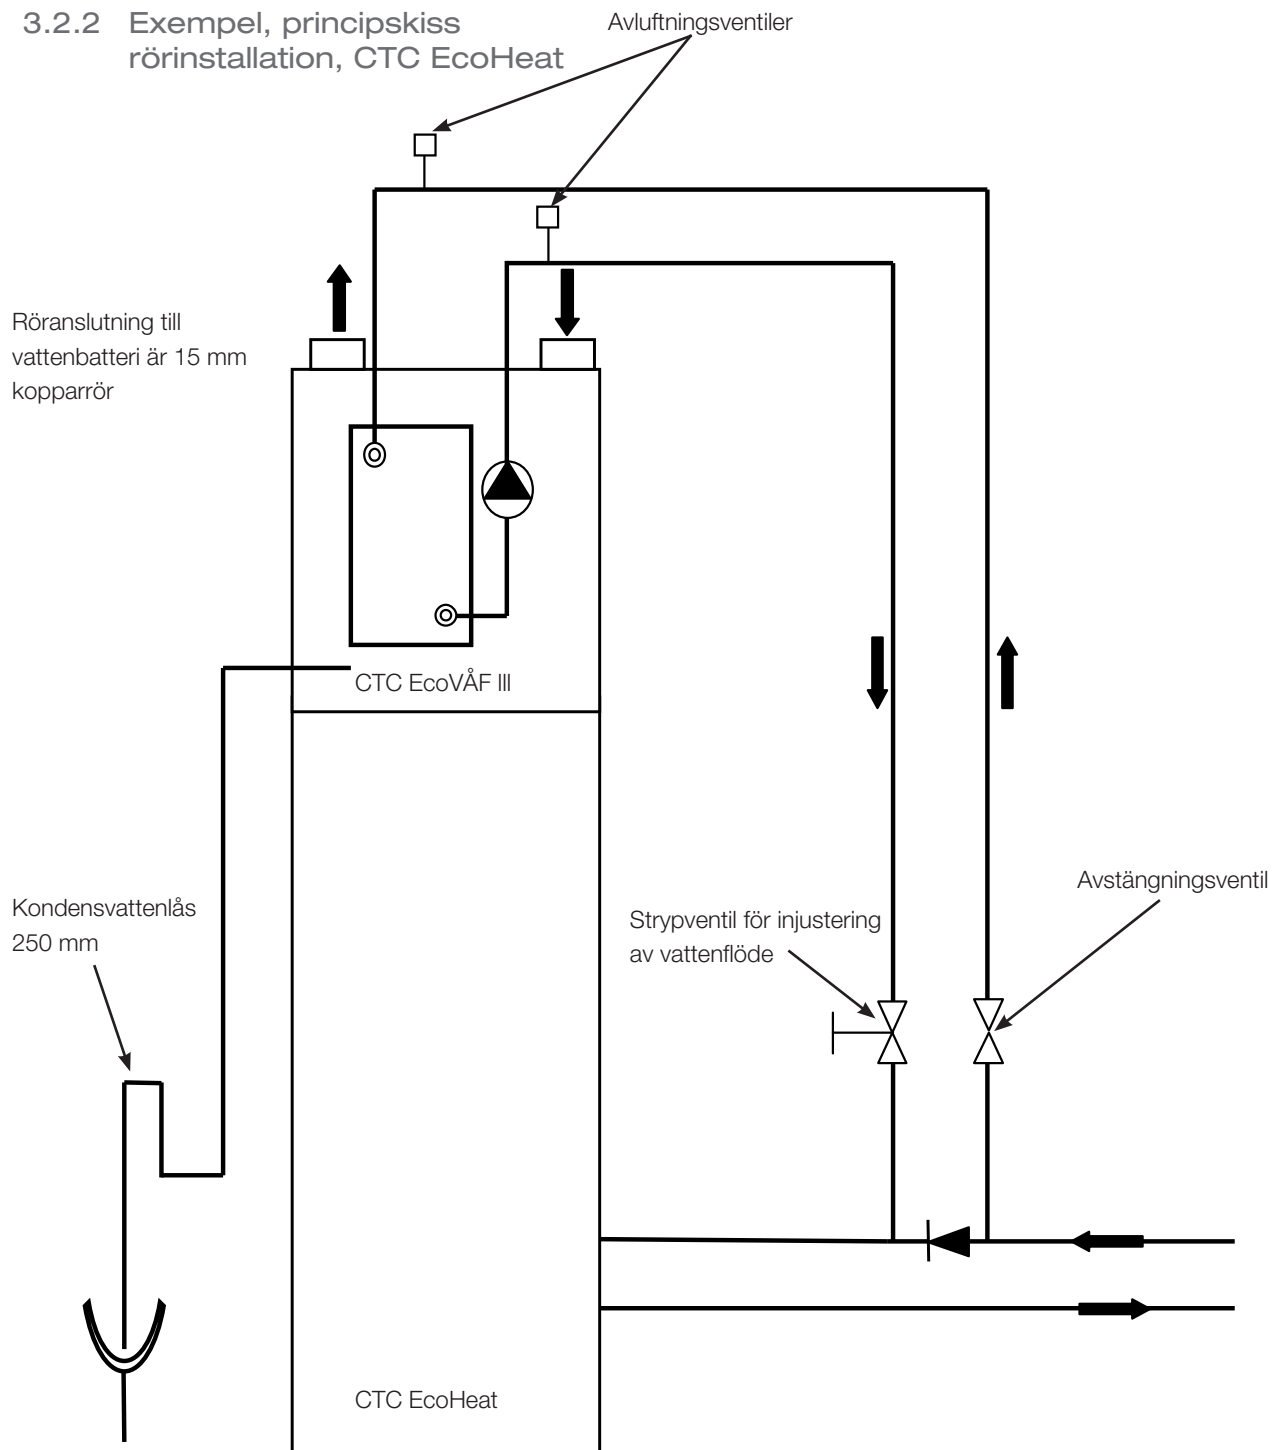 3.2.2 Exempel, principskiss
rörinstallation, CTC EcoHeat
Avluftningsventiler
Röranslutning till
vattenbatteri är 15 mm
kopparrör
CTC EcoVÅF III
Avstängningsventil
Kondensvattenlås
250 mm
Strypventil för injustering
av vattenflöde
CTC EcoHeat